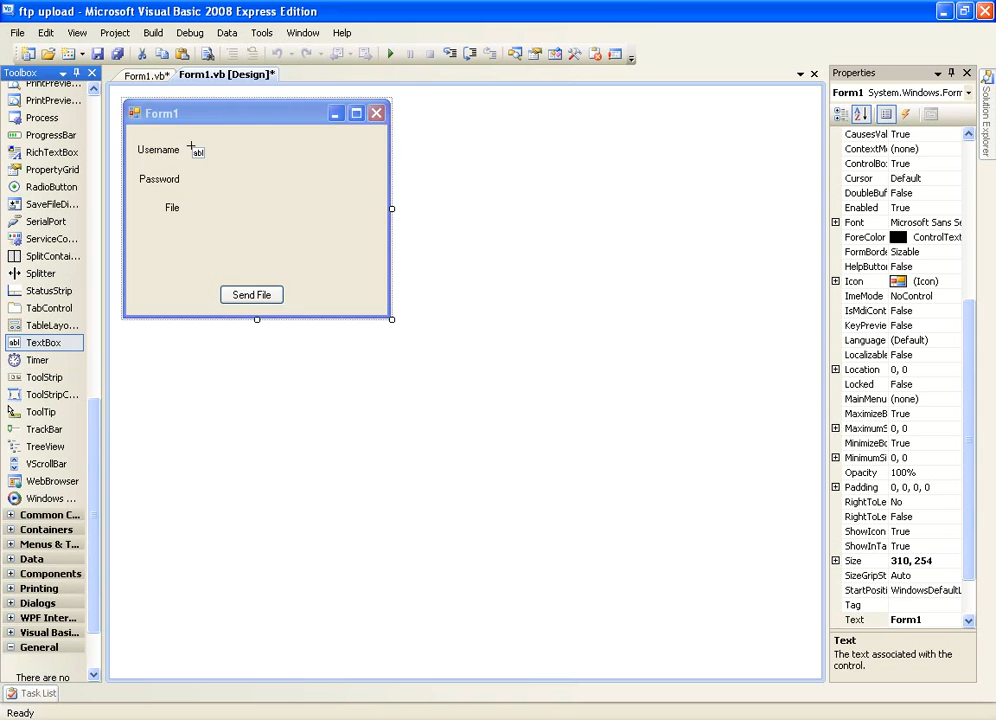 ftp upload - Microsoft Visual Basic 2008 Express Edition
File Edit View Project Build Debug Data Tools Window Help
Toolbox
Form1.vb* Form1.vb [Design]*
Properties
PrintPrevie...
PrintPrevie...
Process
ProgressBar
RichTextBox
PropertyGrid
RadioButton
SaveFileDi...
SerialPort
ServiceCo...
SplitContai...
Splitter
StatusStrip
TabControl
TableLayo...
abl TextBox
Timer
ToolStrip
ToolStripC...
ToolTip
TrackBar
TreeView
VScrollBar
WebBrowser
Windows ...
Common C...
Containers
Menus & T...
Data
Components
Printing
Dialogs
WPF Inter...
Visual Basi...
General
There are no
Task List
Ready
Form1
Username
abl
Password
File
Send File
Form1 System.Windows.Form
CausesVal True
ContextMe (none)
ControlBo: True
Cursor Default
DoubleBuf False
Enabled True
Font Microsoft Sans Se
ForeColor ControlText
FormBorde Sizable
HelpButto False
Icon (Icon)
ImeMode NoControl
IsMdiCont False
KeyPrevie False
Language (Default)
Localizable False
Location 0, 0
Locked False
MainMenu (none)
MaximizeB True
MaximumS 0, 0
MinimizeBo True
MinimumSi 0, 0
Opacity 100%
Padding 0, 0, 0, 0
RightToLe No
RightToLe False
ShowIcon True
ShowInTa True
Size 310, 254
SizeGripSt Auto
StartPositi WindowsDefaultL
Tag
Text Form1
Text
The text associated with the
control.
Solution Explorer